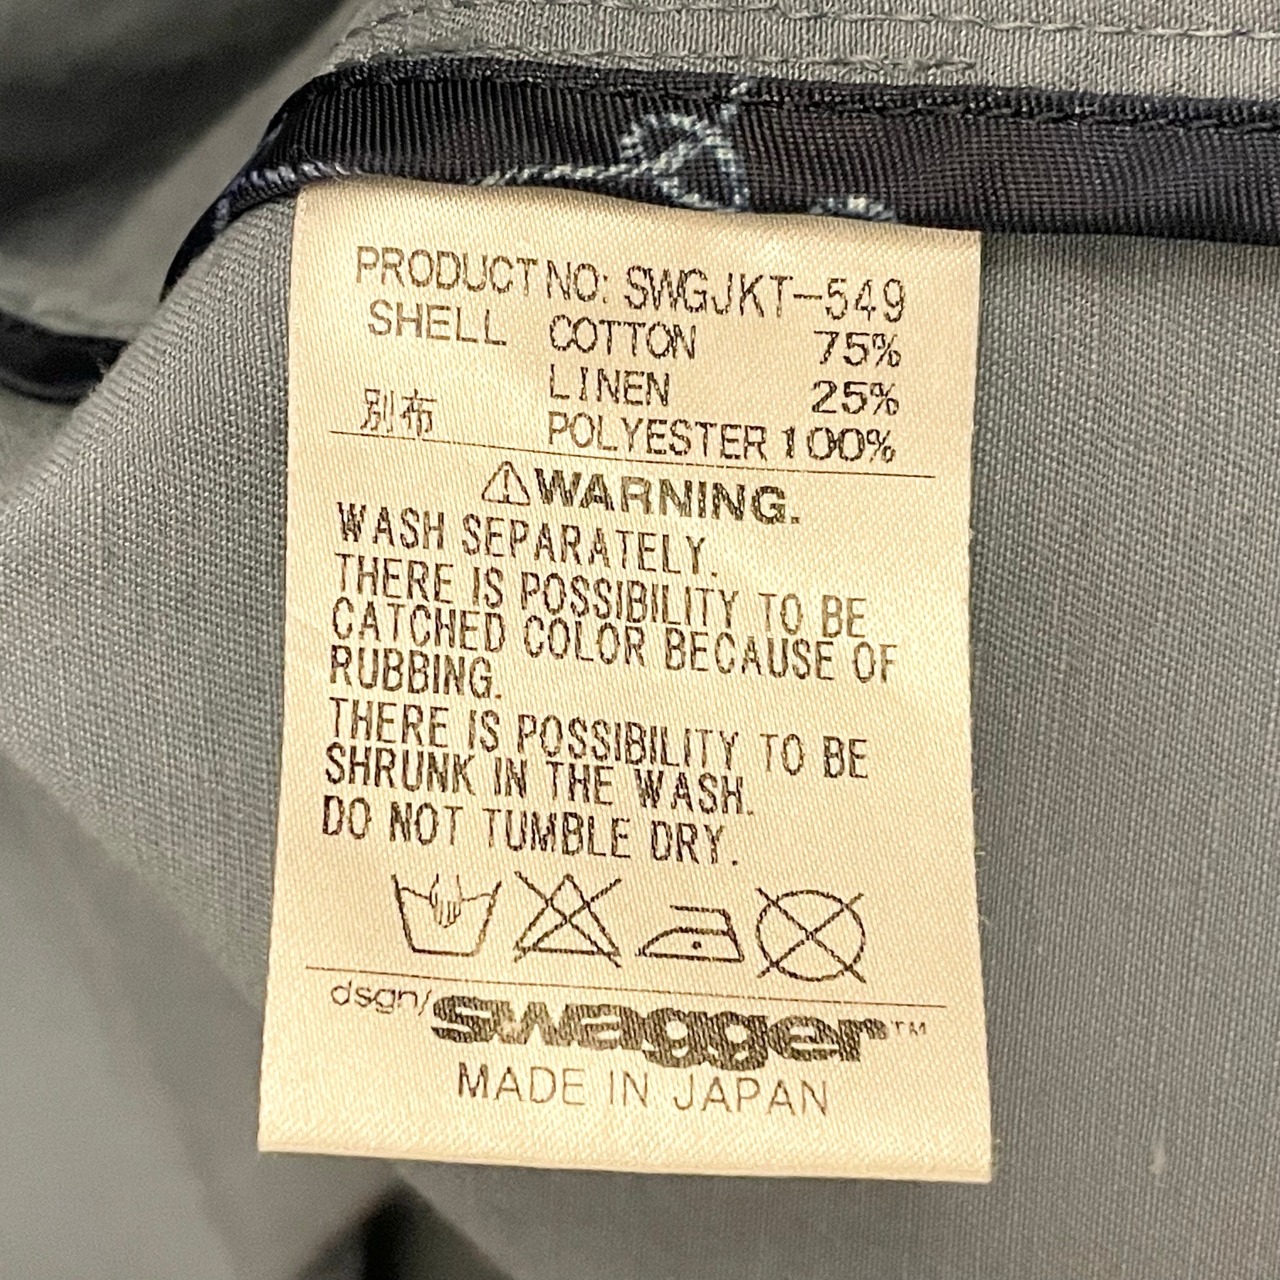 PRODUCT NO: SWGJKT-549
SHELL COTTON 75%
LINEN 25%
別布 POLYESTER 100%
⚠WARNING.
WASH SEPARATELY.
THERE IS POSSIBILITY TO BE
CATCHED COLOR BECAUSE OF
RUBBING.
THERE IS POSSIBILITY TO BE
SHRUNK IN THE WASH.
DO NOT TUMBLE DRY.
dsgn/swagger™
MADE IN JAPAN